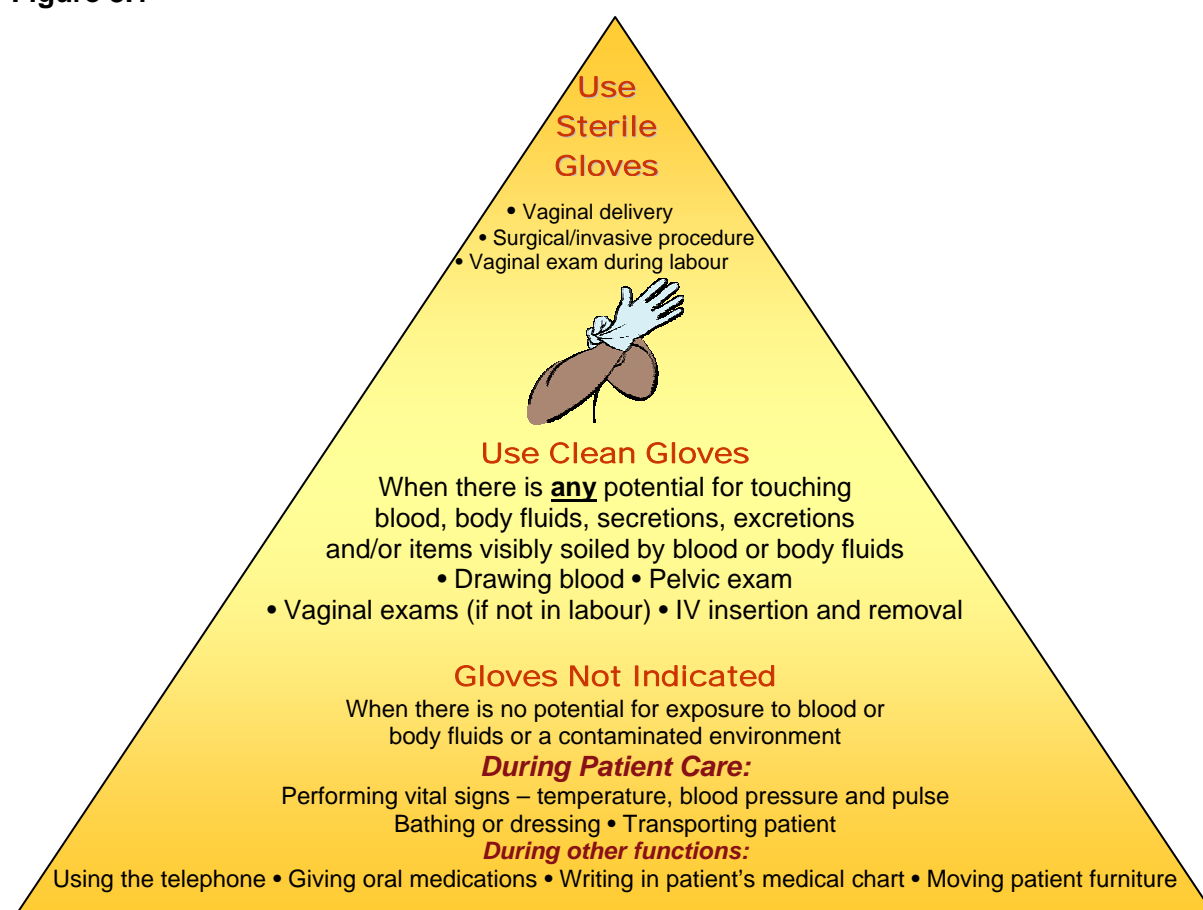 Use
Sterile
Gloves
• Vaginal delivery
• Surgical/invasive procedure
• Vaginal exam during labour
Use Clean Gloves
When there is any potential for touching
blood, body fluids, secretions, excretions
and/or items visibly soiled by blood or body fluids
• Drawing blood • Pelvic exam
• Vaginal exams (if not in labour) • IV insertion and removal
Gloves Not Indicated
When there is no potential for exposure to blood or
body fluids or a contaminated environment
During Patient Care:
Performing vital signs – temperature, blood pressure and pulse
Bathing or dressing • Transporting patient
During other functions:
Using the telephone • Giving oral medications • Writing in patient's medical chart • Moving patient furniture